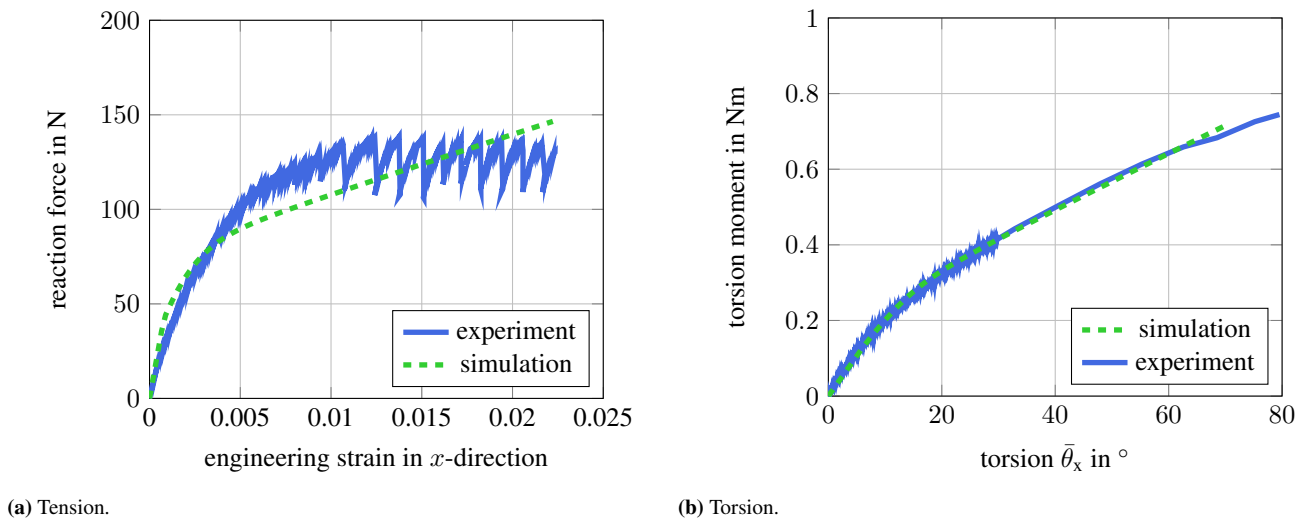 200
150
100
50
0
0
0.005
0.01
0.015
0.02
0.025
reaction force in N
engineering strain in x-direction
experiment
simulation
(a) Tension.
1
0.8
0.6
0.4
0.2
0
0
20
40
60
80
torsion moment in Nm
torsion θ̄ₓ in °
simulation
experiment
(b) Torsion.